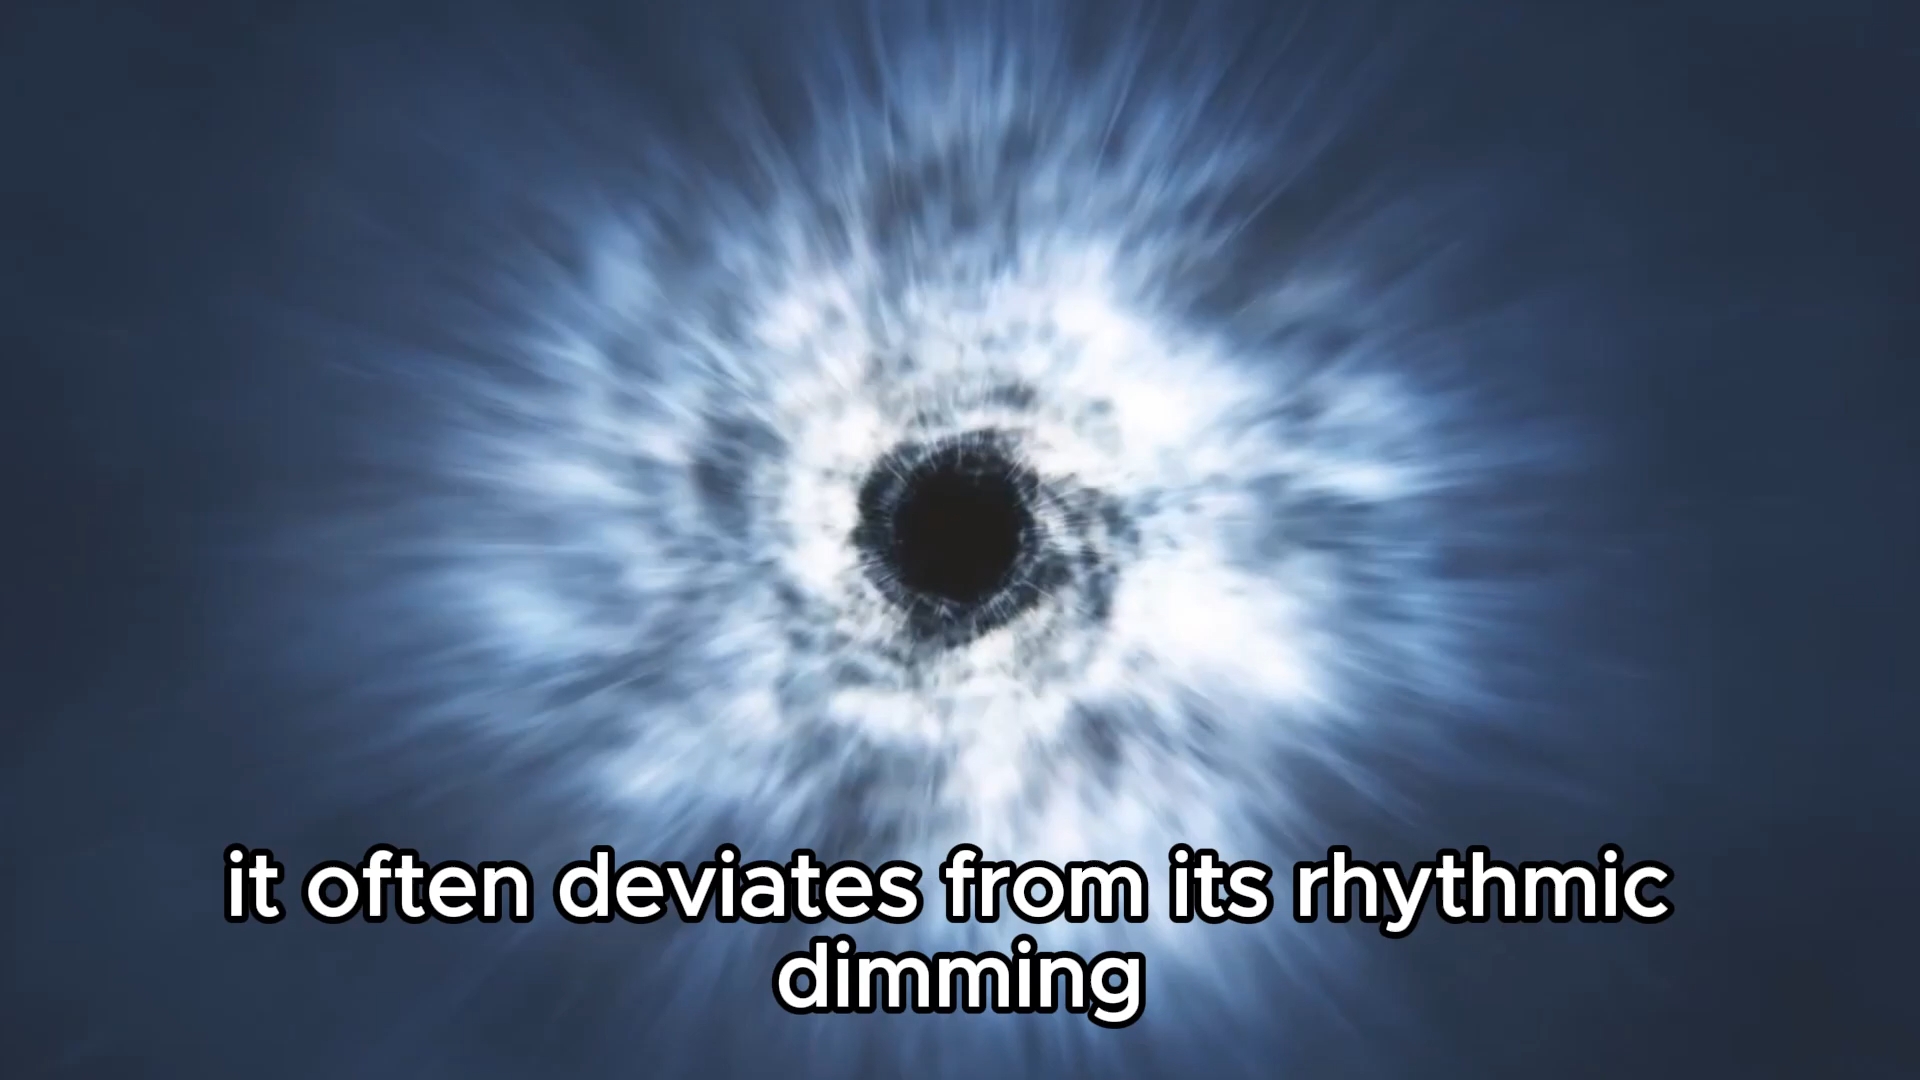 it often deviates from its rhythmic
dimming